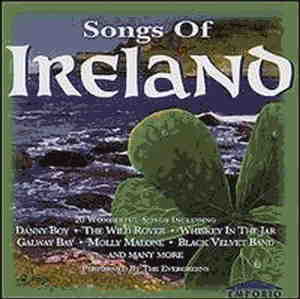 Songs Of
IRELAND
20 WONDERFUL SONGS INCLUDING
DANNY BOY • THE WILD ROVER • WHISKEY IN THE JAR
GALWAY BAY • MOLLY MALONE • BLACK VELVET BAND
AND MANY MORE
PERFORMED BY THE EVERGREENS
EMPORIO